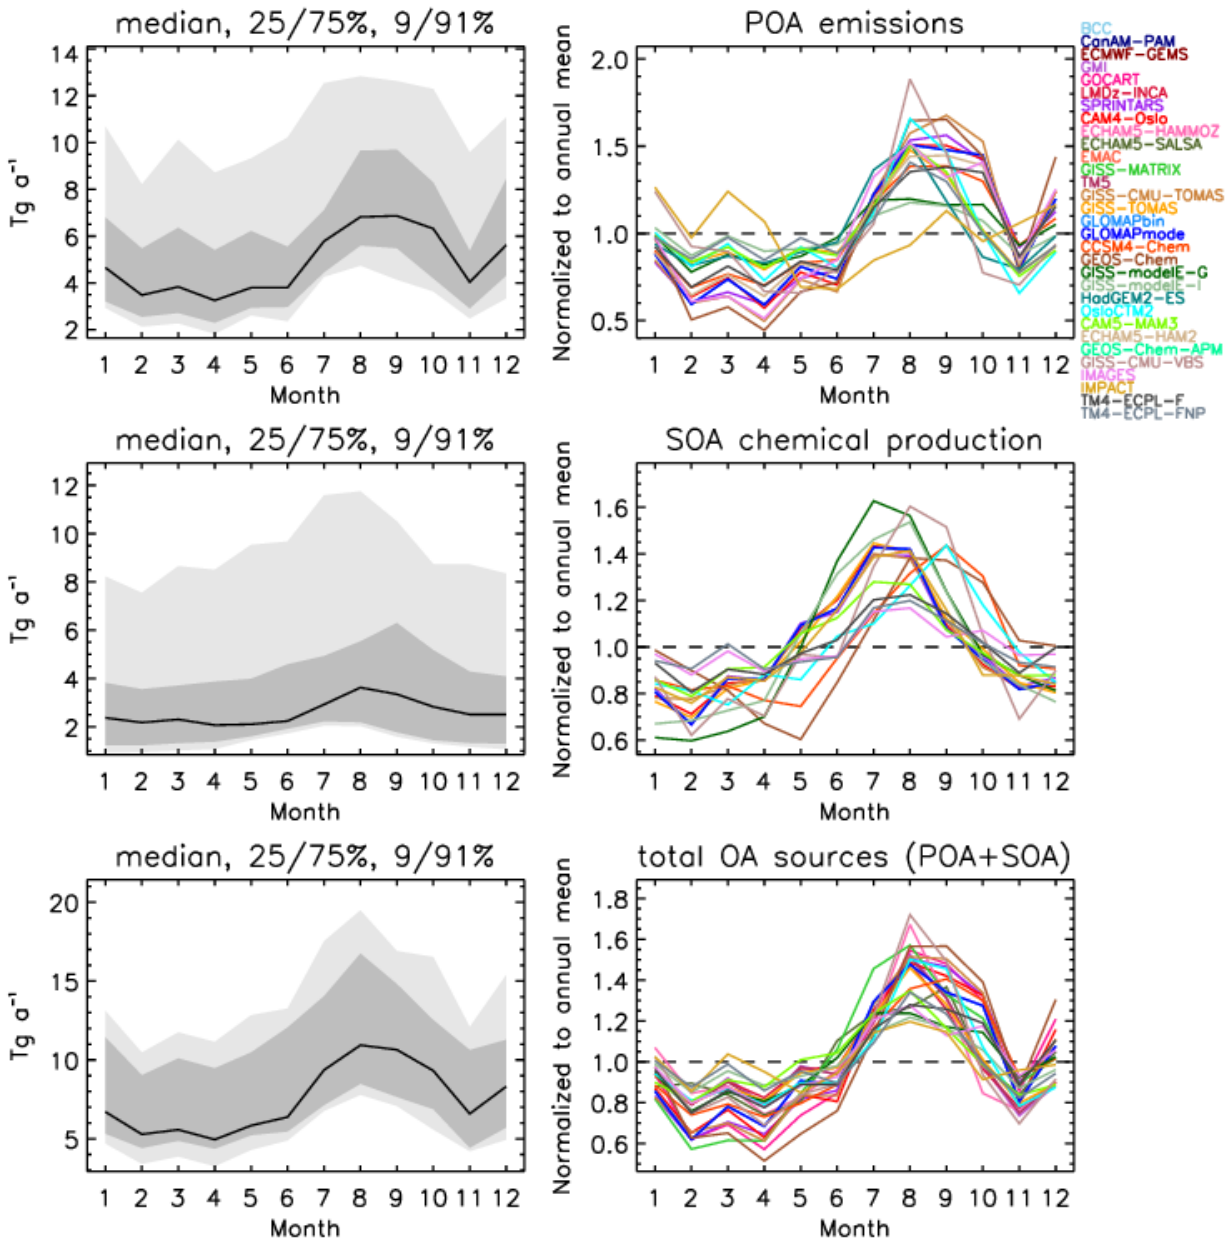 median, 25/75%, 9/91%
14
12
10
8
6
4
2
Tg a⁻¹
1 2 3 4 5 6 7 8 9 10 11 12
Month
POA emissions
2.0
1.5
1.0
0.5
Normalized to annual mean
1 2 3 4 5 6 7 8 9 10 11 12
Month
BCC
CanAM-PAM
ECMWF-GEMS
GMI
GOCART
LMDz-INCA
SPRINTARS
CAM4-Oslo
ECHAM5-HAMMOZ
ECHAM5-SALSA
EMAC
GISS-MATRIX
TM5
GISS-CMU-TOMAS
GISS-TOMAS
GLOMAPbin
GLOMAPmode
CCSM4-Chem
GEOS-Chem
GISS-modelE-G
GISS-modelE-I
HadGEM2-ES
OsloCTM2
CAM5-MAM3
ECHAM5-HAM2
GEOS-Chem-APM
GISS-CMU-VBS
IMAGES
IMPACT
TM4-ECPL-F
TM4-ECPL-FNP
median, 25/75%, 9/91%
12
10
8
6
4
2
Tg a⁻¹
1 2 3 4 5 6 7 8 9 10 11 12
Month
SOA chemical production
1.6
1.4
1.2
1.0
0.8
0.6
Normalized to annual mean
1 2 3 4 5 6 7 8 9 10 11 12
Month
median, 25/75%, 9/91%
20
15
10
5
Tg a⁻¹
1 2 3 4 5 6 7 8 9 10 11 12
Month
total OA sources (POA+SOA)
1.8
1.6
1.4
1.2
1.0
0.8
0.6
Normalized to annual mean
1 2 3 4 5 6 7 8 9 10 11 12
Month